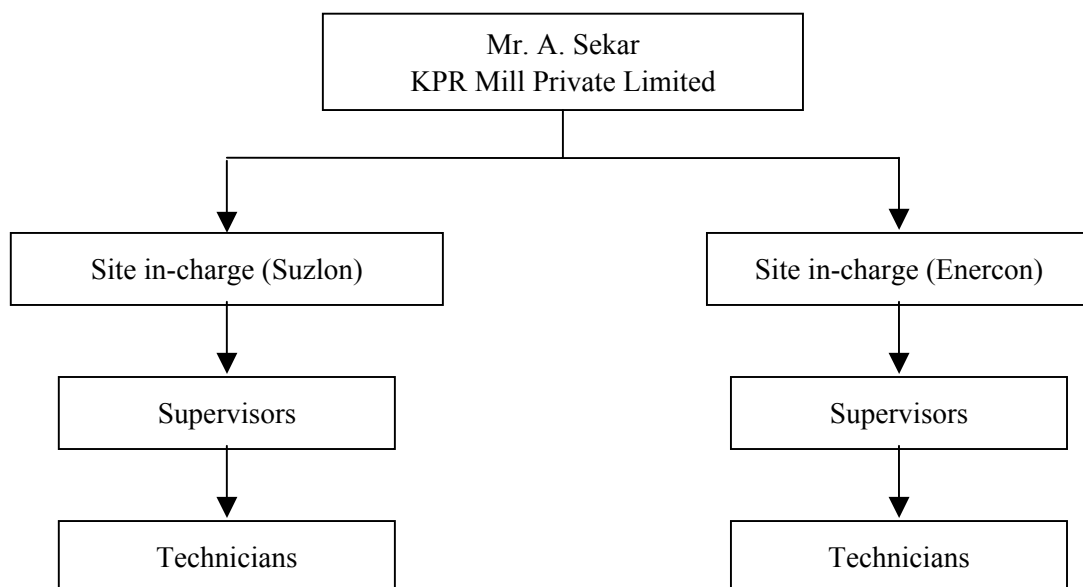 Mr. A. Sekar
KPR Mill Private Limited
Site in-charge (Suzlon)
Site in-charge (Enercon)
Supervisors
Supervisors
Technicians
Technicians